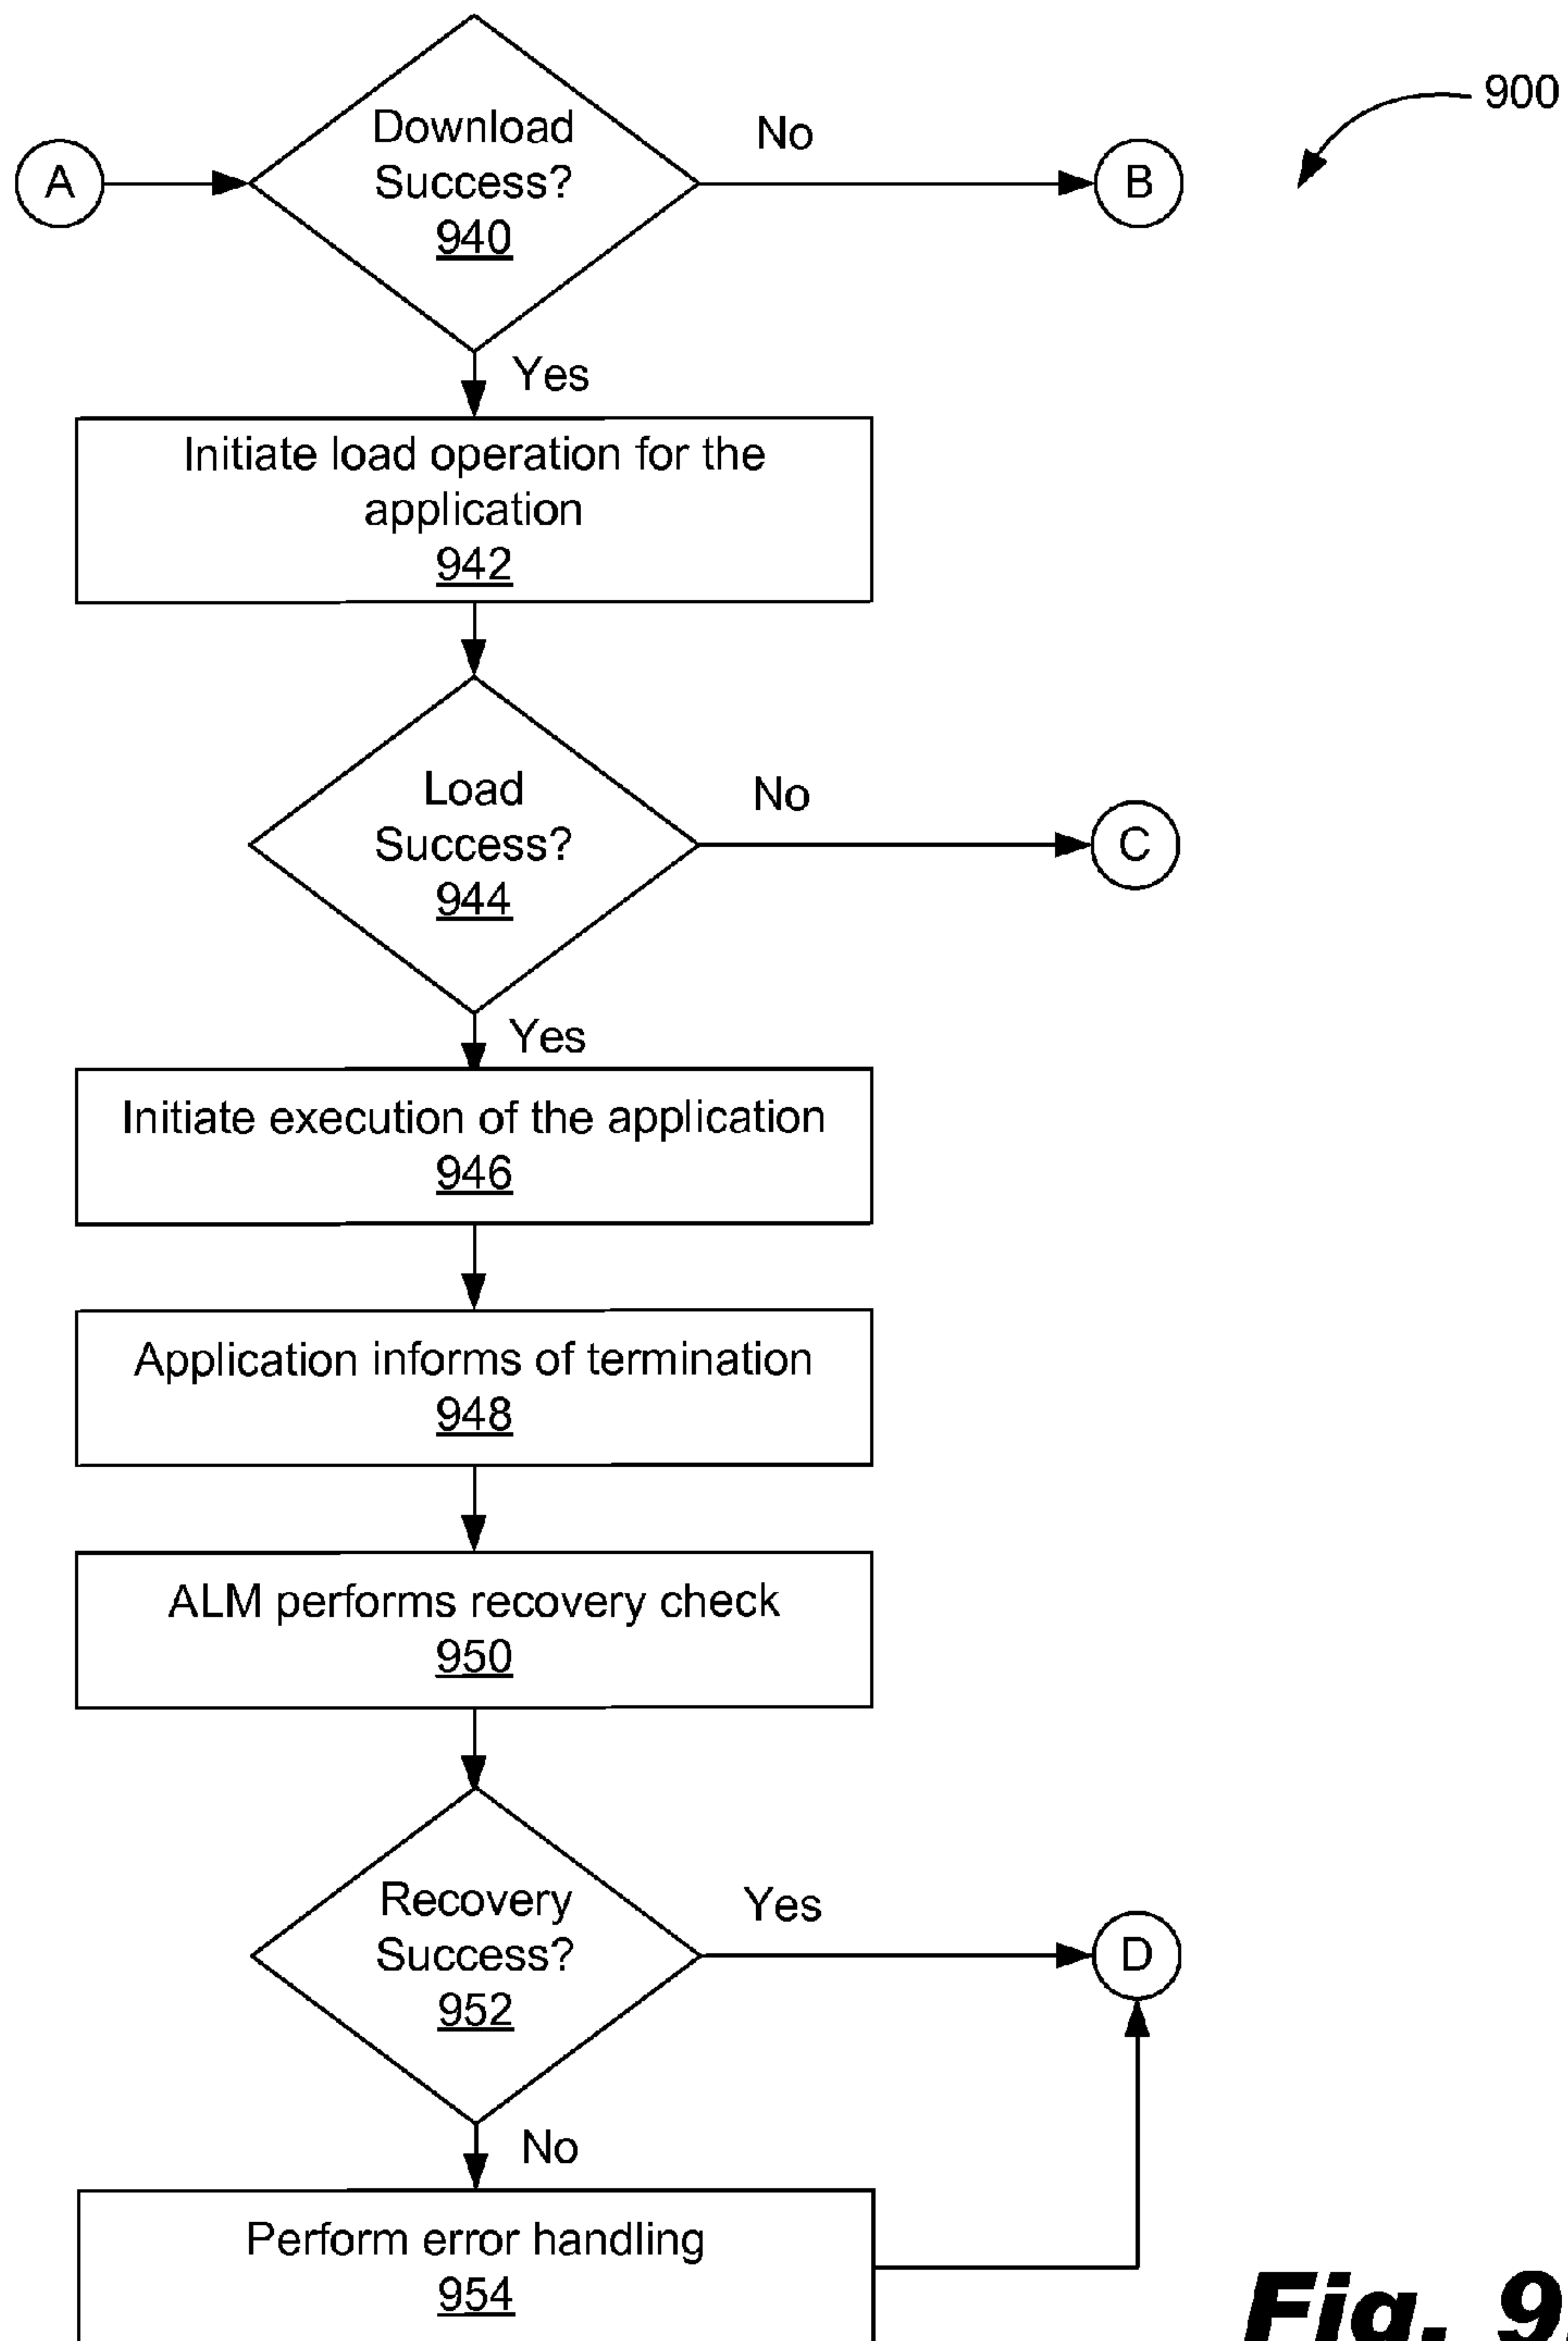 900
A
Download
Success?
940
No
B
Yes
Initiate load operation for the
application
942
Load
Success?
944
No
C
Yes
Initiate execution of the application
946
Application informs of termination
948
ALM performs recovery check
950
Recovery
Success?
952
Yes
D
No
Perform error handling
954
Fig. 9